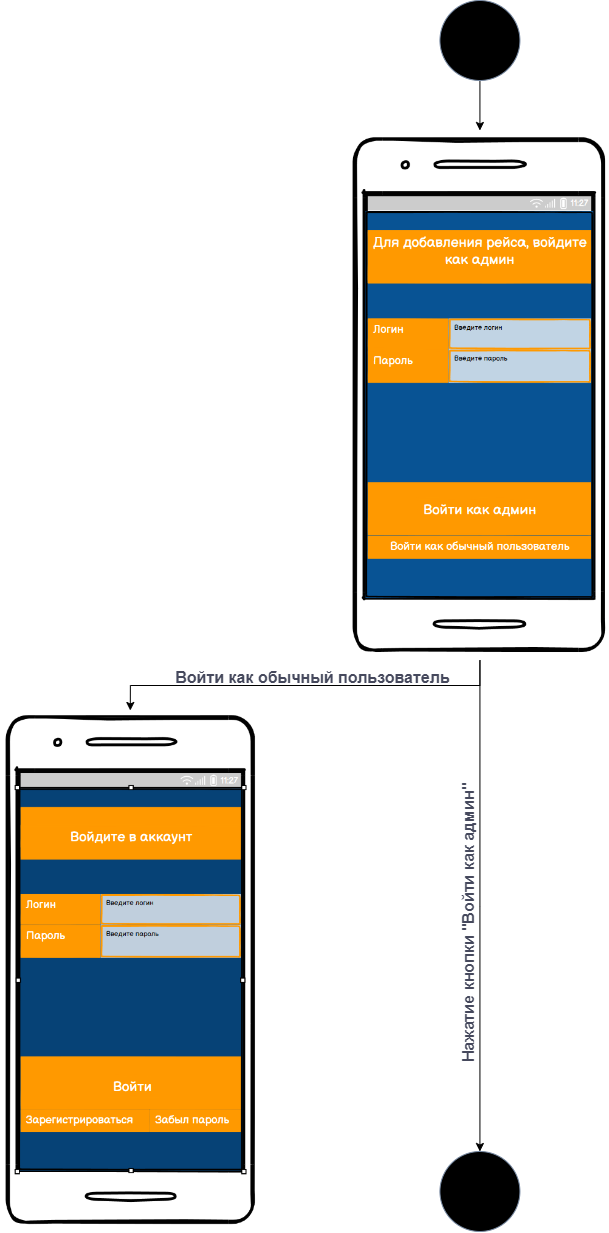 11:27
Для добавления рейса, войдите
как админ
Логин
Введите логин
Пароль
Введите пароль
Войти как админ
Войти как обычный пользователь
Войти как обычный пользователь
Нажатие кнопки "Войти как админ"
11:27
Войдите в аккаунт
Логин
Введите логин
Пароль
Введите пароль
Войти
Зарегистрироваться
Забыл пароль